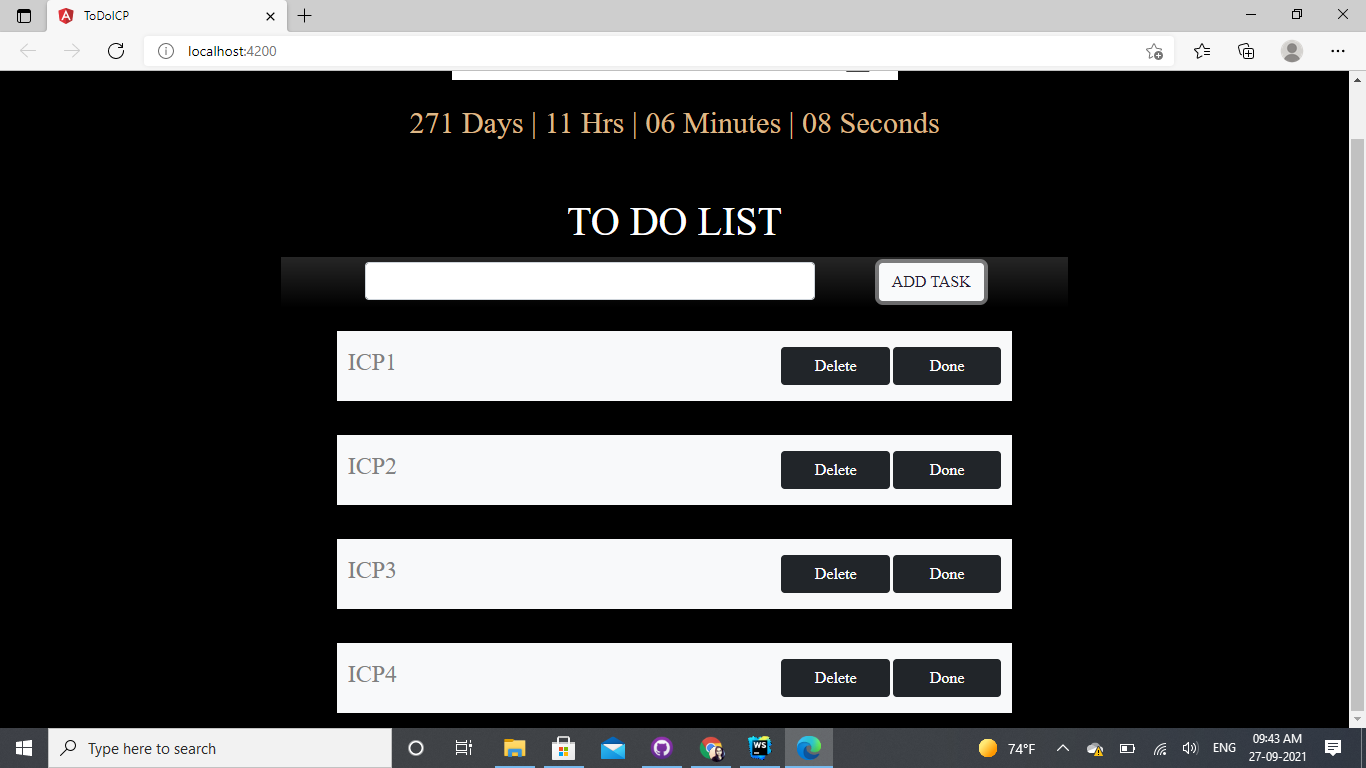 ToDoICP
localhost:4200
271 Days | 11 Hrs | 06 Minutes | 08 Seconds
TO DO LIST
ADD TASK
ICP1 Delete Done
ICP2 Delete Done
ICP3 Delete Done
ICP4 Delete Done
Type here to search
WS
74°F
ENG
09:43 AM
27-09-2021